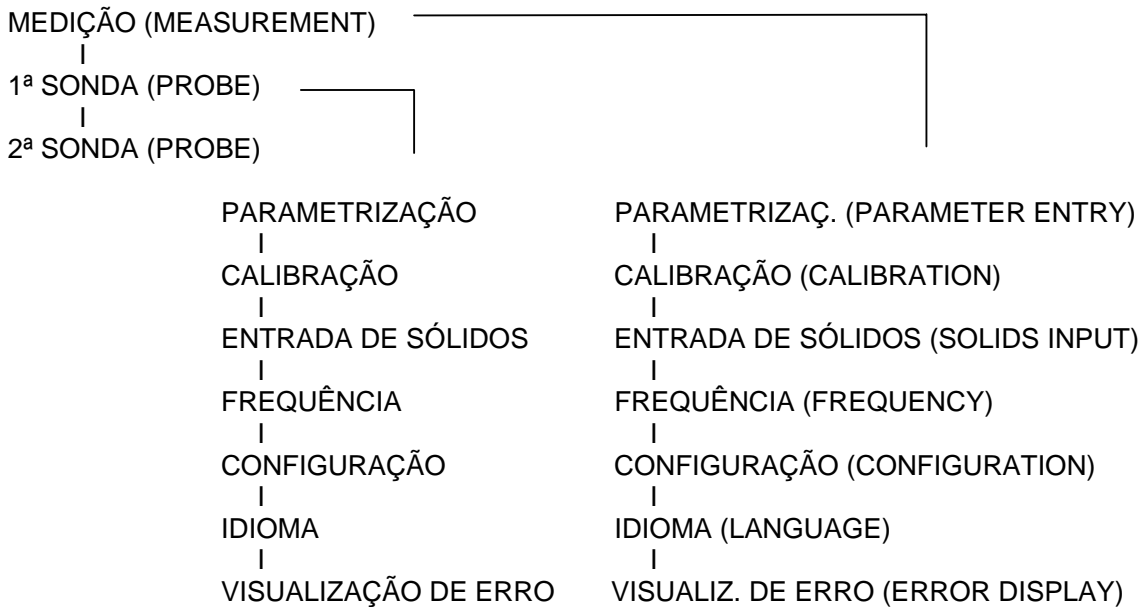 MEDIÇÃO (MEASUREMENT)
1ª SONDA (PROBE)
2ª SONDA (PROBE)
PARAMETRIZAÇÃO PARAMETRIZAÇ. (PARAMETER ENTRY)
CALIBRAÇÃO CALIBRAÇÃO (CALIBRATION)
ENTRADA DE SÓLIDOS ENTRADA DE SÓLIDOS (SOLIDS INPUT)
FREQUÊNCIA FREQUÊNCIA (FREQUENCY)
CONFIGURAÇÃO CONFIGURAÇÃO (CONFIGURATION)
IDIOMA IDIOMA (LANGUAGE)
VISUALIZAÇÃO DE ERRO VISUALIZ. DE ERRO (ERROR DISPLAY)